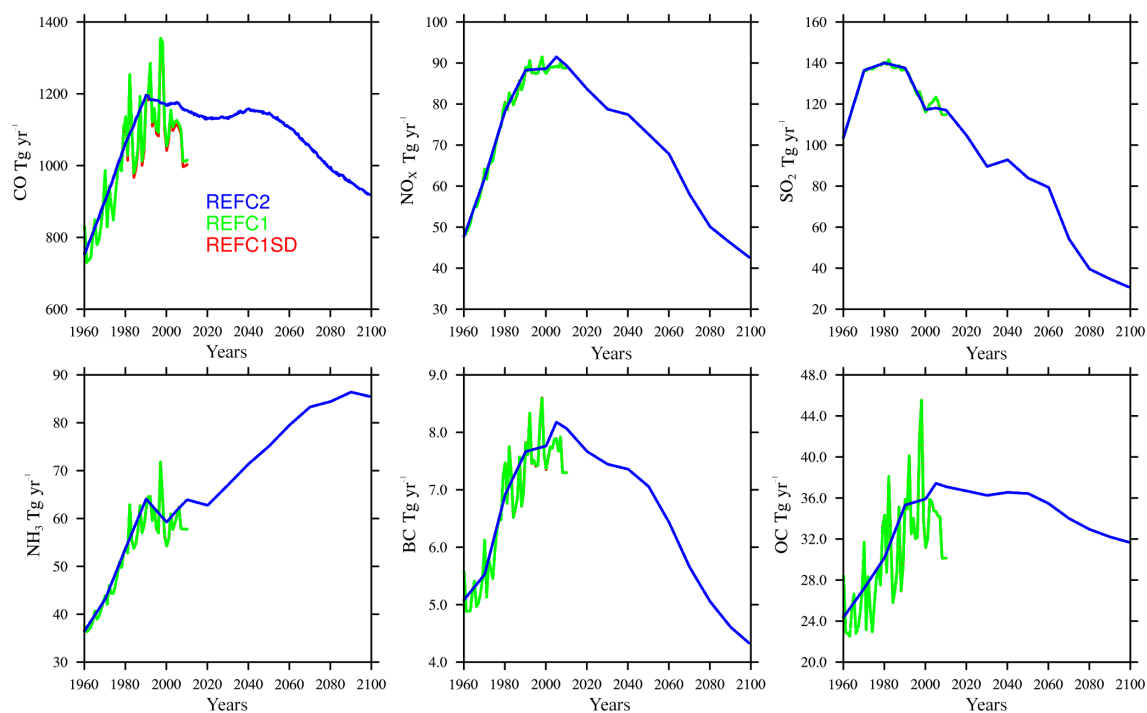 1400
1200
1000
800
600
CO Tg yr⁻¹
REFC2
REFC1
REFC1SD
1960 1980 2000 2020 2040 2060 2080 2100
Years
100
90
80
70
60
50
40
30
NOX Tg yr⁻¹
1960 1980 2000 2020 2040 2060 2080 2100
Years
160
140
120
100
80
60
40
20
SO₂ Tg yr⁻¹
1960 1980 2000 2020 2040 2060 2080 2100
Years
90
80
70
60
50
40
30
NH₃ Tg yr⁻¹
1960 1980 2000 2020 2040 2060 2080 2100
Years
9.0
8.0
7.0
6.0
5.0
4.0
BC Tg yr⁻¹
1960 1980 2000 2020 2040 2060 2080 2100
Years
48.0
44.0
40.0
36.0
32.0
28.0
24.0
20.0
OC Tg yr⁻¹
1960 1980 2000 2020 2040 2060 2080 2100
Years